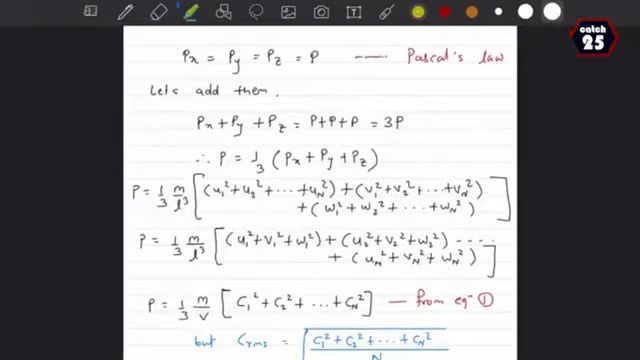 catch
25
Px = Py = Pz = P —— Pascal's law
Lets add them.
Px + Py + Pz = P+P+P = 3P
∴ P = 1/3 (Px + Py + Pz)
P = 1/3 m/l³ [(u₁² + u₂² + ··· + uN²) + (v₁² + v₂² + ··· + vN²)
+ (w₁² + w₂² + ··· + wN²)]
P = 1/3 m/l³ [(u₁² + v₁² + w₁²) + (u₂² + v₂² + w₂²) ····
+ (uN² + vN² + wN²)]
P = 1/3 m/v [C₁² + C₂² + ··· + CN²] — from eqⁿ ①
but Crms = √(C₁² + C₂² + ··· + CN² / N)